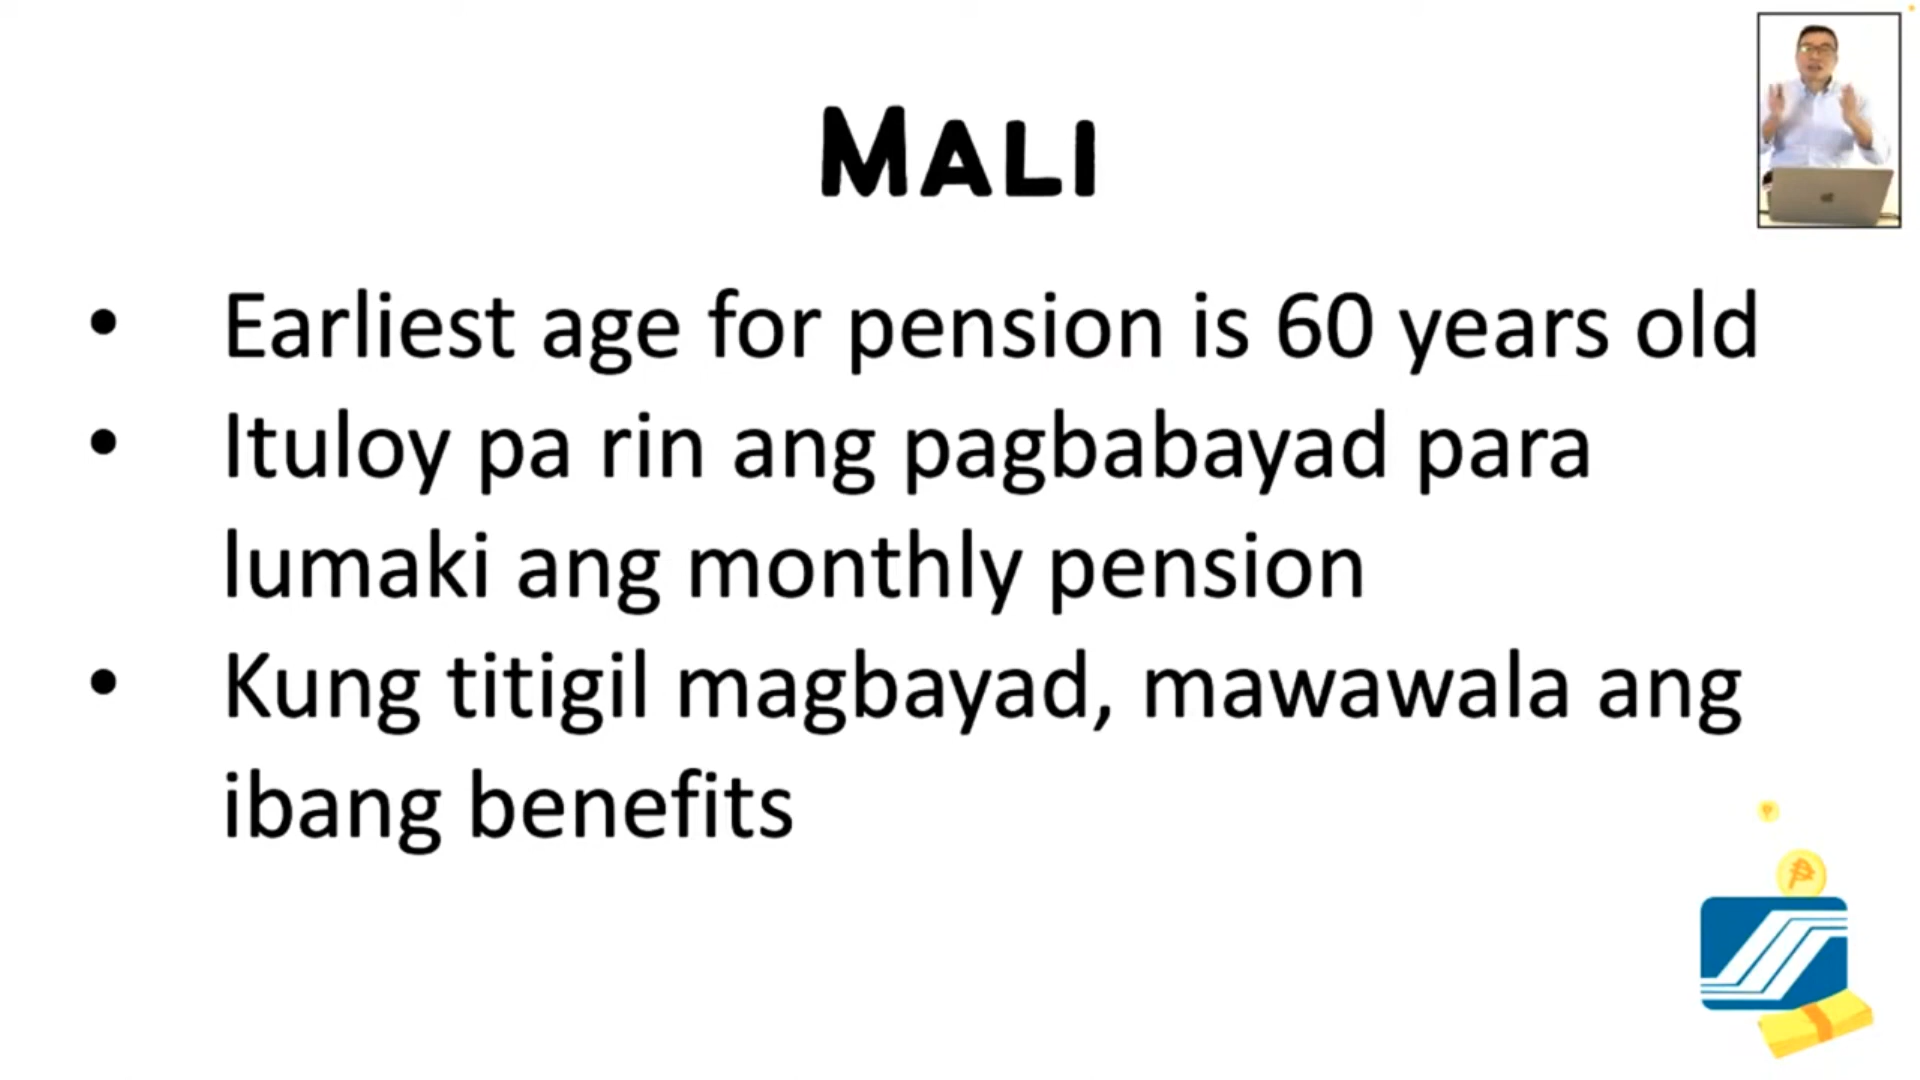 MALI
• Earliest age for pension is 60 years old
• Ituloy pa rin ang pagbabayad para
lumaki ang monthly pension
• Kung titigil magbayad, mawawala ang
ibang benefits